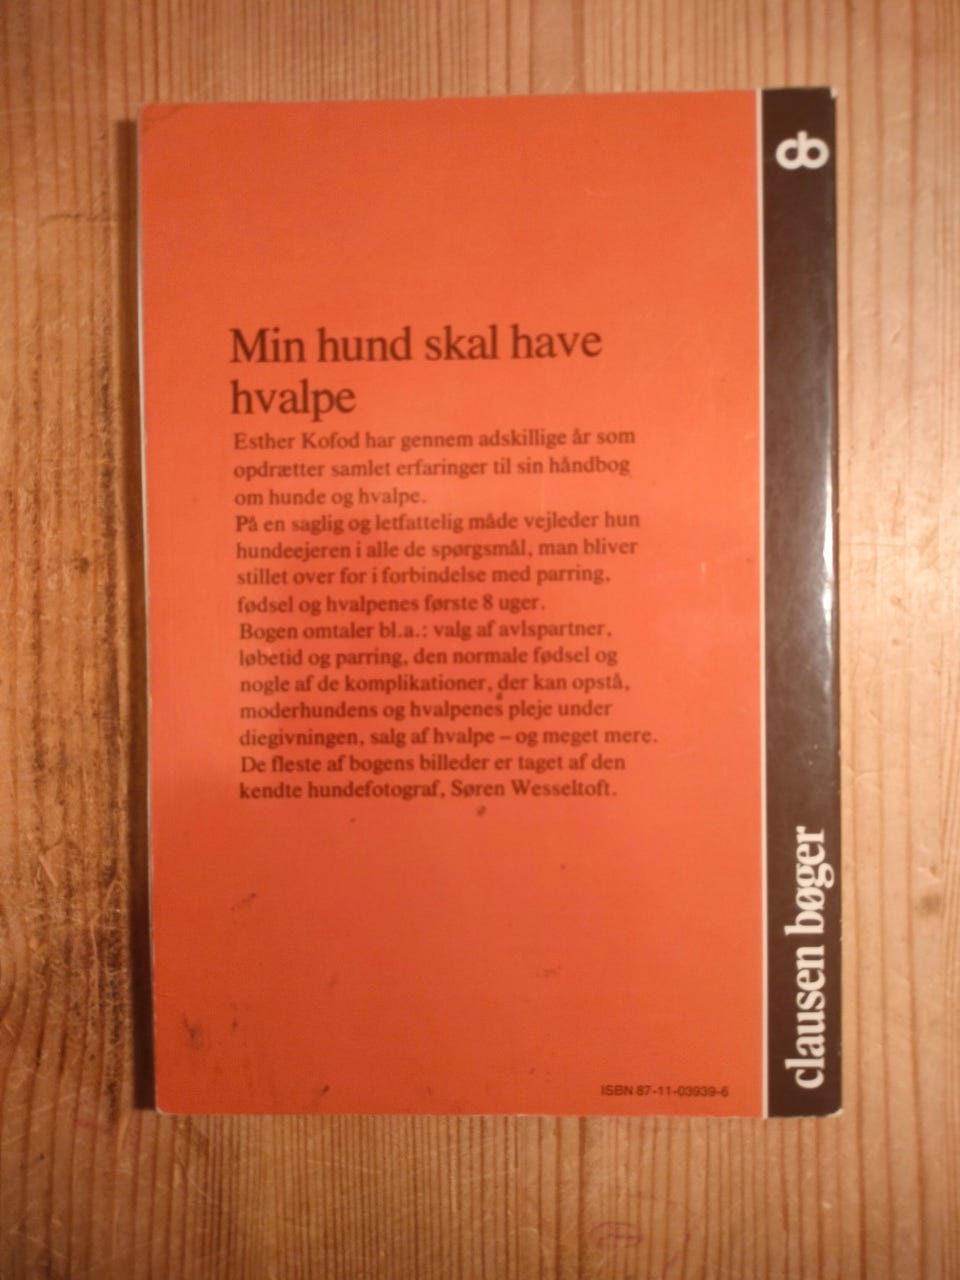 Min hund skal have
hvalpe
Esther Kofod har gennem adskillige år som
opdrætter samlet erfaringer til sin håndbog
om hunde og hvalpe.
På en saglig og letfattelig måde vejleder hun
hundeejeren i alle de spørgsmål, man bliver
stillet over for i forbindelse med parring,
fødsel og hvalpenes første 8 uger.
Bogen omtaler bl.a.: valg af avlspartner,
løbetid og parring, den normale fødsel og
nogle af de komplikationer, der kan opstå,
moderhundens og hvalpenes pleje under
diegivningen, salg af hvalpe – og meget mere.
De fleste af bogens billeder er taget af den
kendte hundefotograf, Søren Wesseltoft.
ISBN 87-11-03939-6
cb
clausen bøger